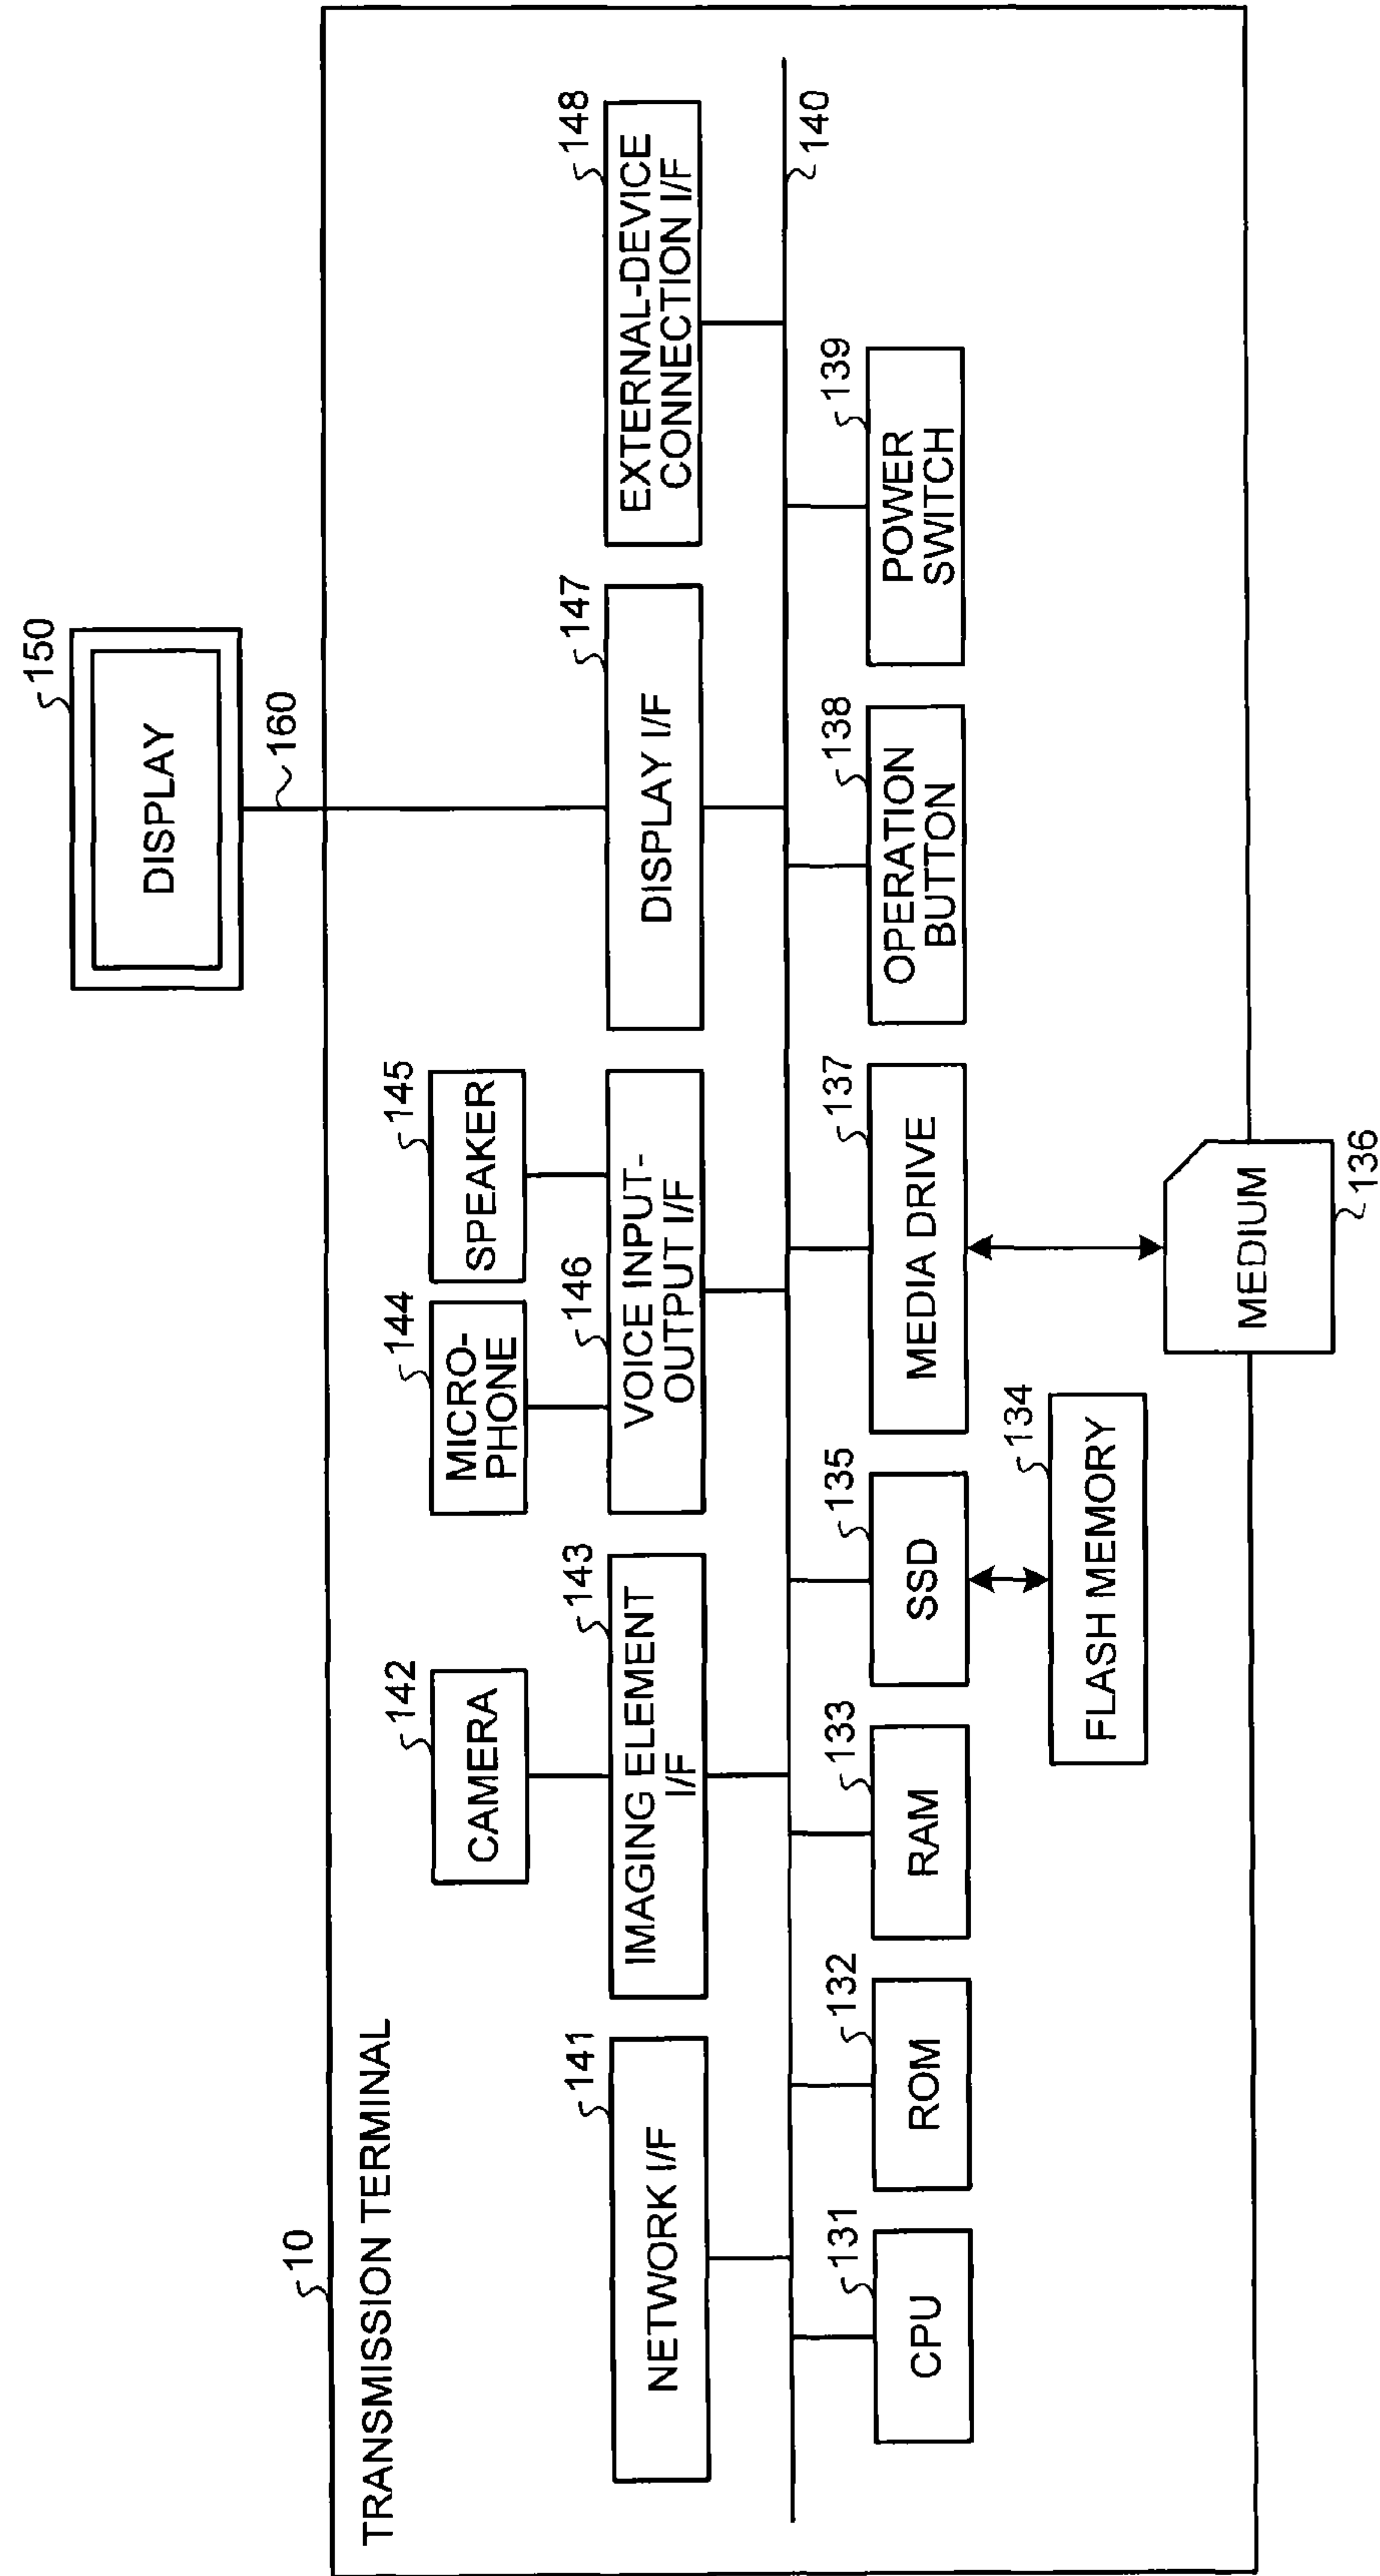 150
DISPLAY
160
10
TRANSMISSION TERMINAL
142
CAMERA
144
MICRO-
PHONE
145
SPEAKER
141
NETWORK I/F
143
IMAGING ELEMENT
I/F
146
VOICE INPUT-
OUTPUT I/F
147
DISPLAY I/F
148
EXTERNAL-DEVICE
CONNECTION I/F
140
131
CPU
132
ROM
133
RAM
135
SSD
137
MEDIA DRIVE
138
OPERATION
BUTTON
139
POWER
SWITCH
134
FLASH MEMORY
MEDIUM
136